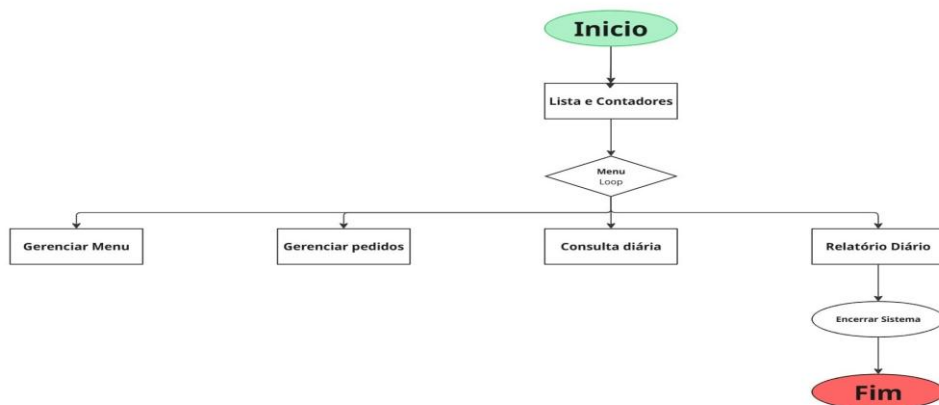 Inicio
Lista e Contadores
Menu
Loop
Gerenciar Menu
Gerenciar pedidos
Consulta diária
Relatório Diário
Encerrar Sistema
Fim